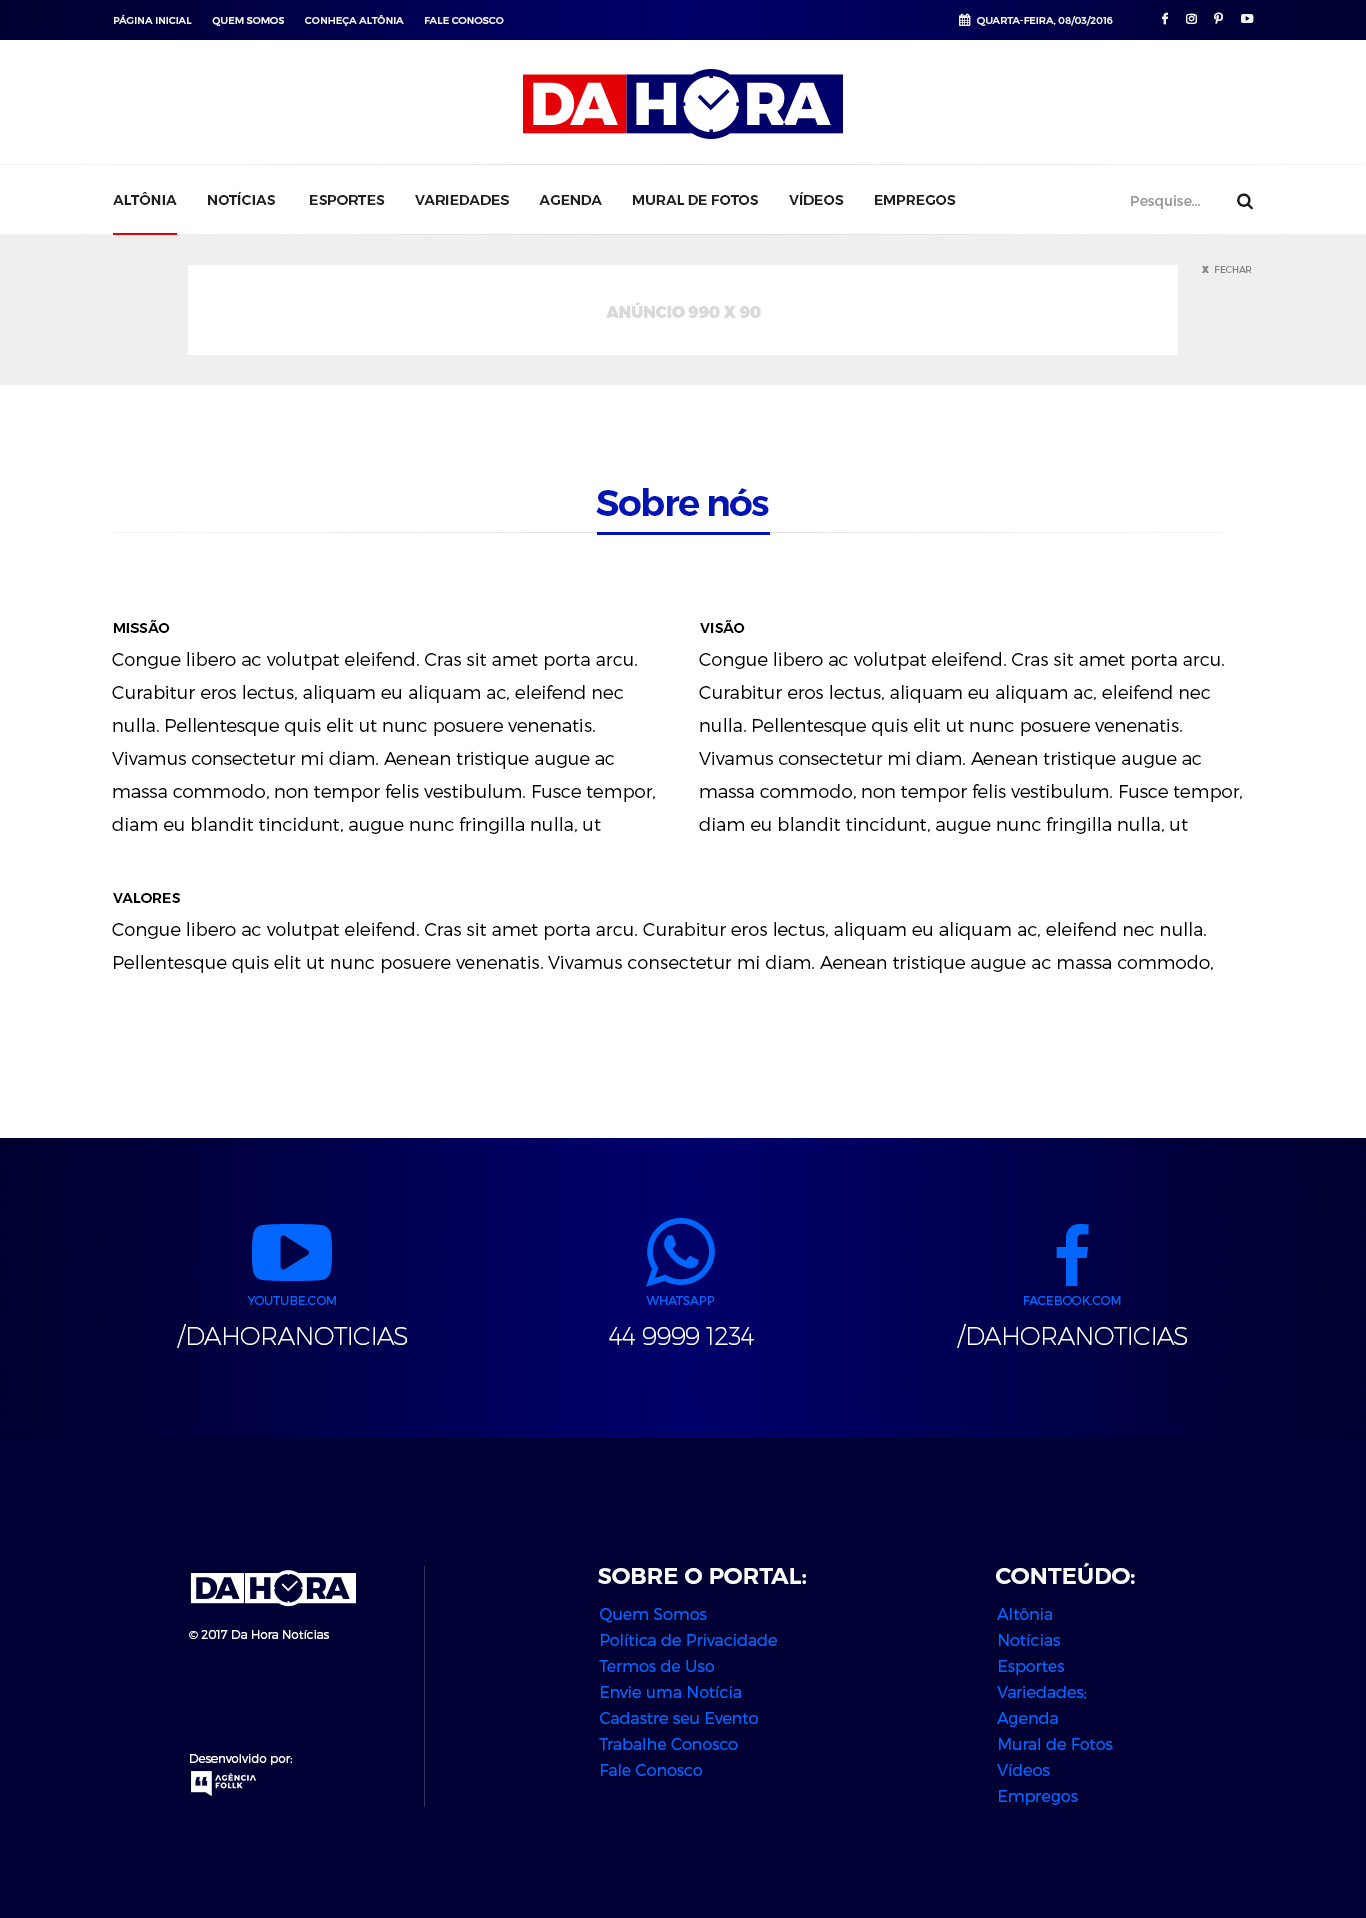 PÁGINA INICIAL QUEM SOMOS CONHEÇA ALTÔNIA FALE CONOSCO QUARTA-FEIRA, 08/03/2016
DA HORA
ALTÔNIA NOTÍCIAS ESPORTES VARIEDADES AGENDA MURAL DE FOTOS VÍDEOS EMPREGOS Pesquise...
X FECHAR
ANÚNCIO 990 X 90
Sobre nós
MISSÃO
Congue libero ac volutpat eleifend. Cras sit amet porta arcu.
Curabitur eros lectus, aliquam eu aliquam ac, eleifend nec
nulla. Pellentesque quis elit ut nunc posuere venenatis.
Vivamus consectetur mi diam. Aenean tristique augue ac
massa commodo, non tempor felis vestibulum. Fusce tempor,
diam eu blandit tincidunt, augue nunc fringilla nulla, ut
VISÃO
Congue libero ac volutpat eleifend. Cras sit amet porta arcu.
Curabitur eros lectus, aliquam eu aliquam ac, eleifend nec
nulla. Pellentesque quis elit ut nunc posuere venenatis.
Vivamus consectetur mi diam. Aenean tristique augue ac
massa commodo, non tempor felis vestibulum. Fusce tempor,
diam eu blandit tincidunt, augue nunc fringilla nulla, ut
VALORES
Congue libero ac volutpat eleifend. Cras sit amet porta arcu. Curabitur eros lectus, aliquam eu aliquam ac, eleifend nec nulla.
Pellentesque quis elit ut nunc posuere venenatis. Vivamus consectetur mi diam. Aenean tristique augue ac massa commodo,
YOUTUBE.COM
/DAHORANOTICIAS
WHATSAPP
44 9999 1234
FACEBOOK.COM
/DAHORANOTICIAS
DA HORA
© 2017 Da Hora Notícias
Desenvolvido por:
AGÊNCIA
FOLLK
SOBRE O PORTAL:
Quem Somos
Política de Privacidade
Termos de Uso
Envie uma Notícia
Cadastre seu Evento
Trabalhe Conosco
Fale Conosco
CONTEÚDO:
Altônia
Notícias
Esportes
Variedades;
Agenda
Mural de Fotos
Vídeos
Empregos